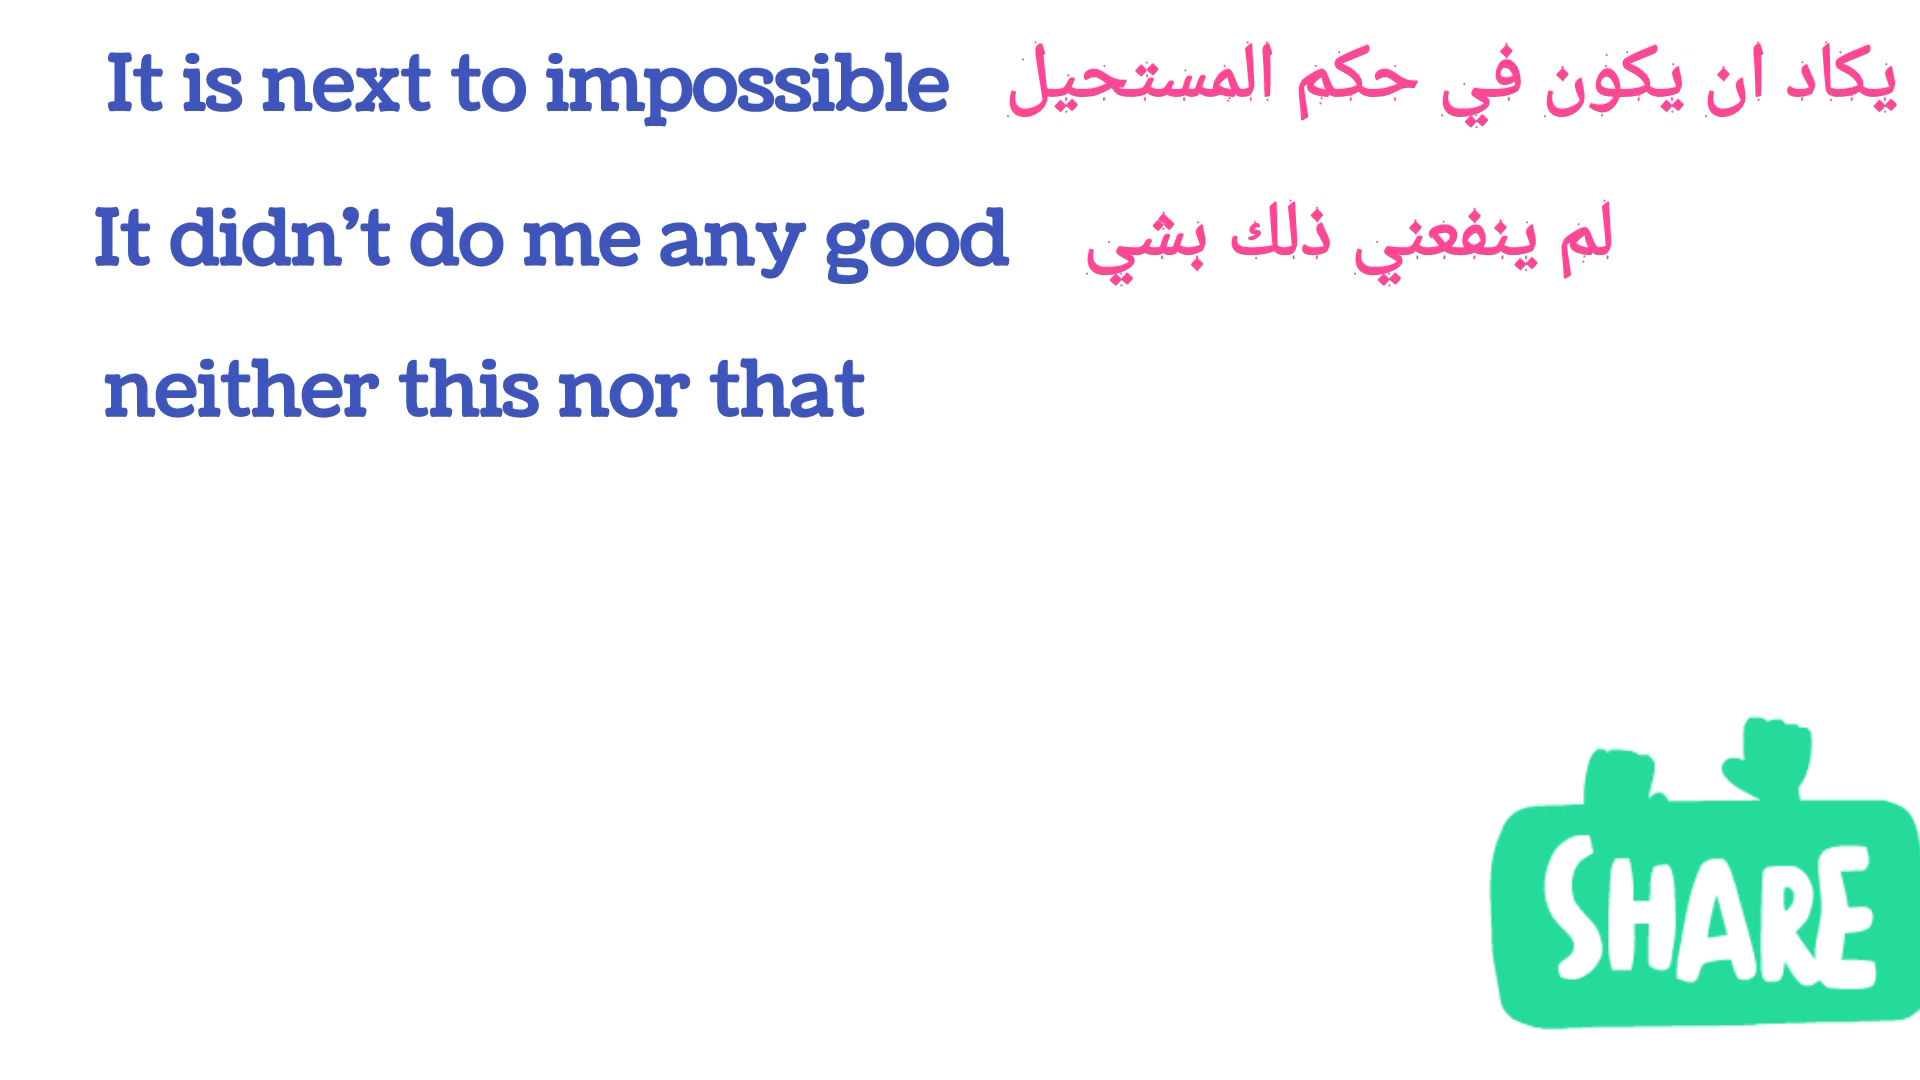 It is next to impossible يكاد ان يكون في حكم المستحيل
It didn't do me any good لم ينفعني ذلك بشي
neither this nor that
SHARE